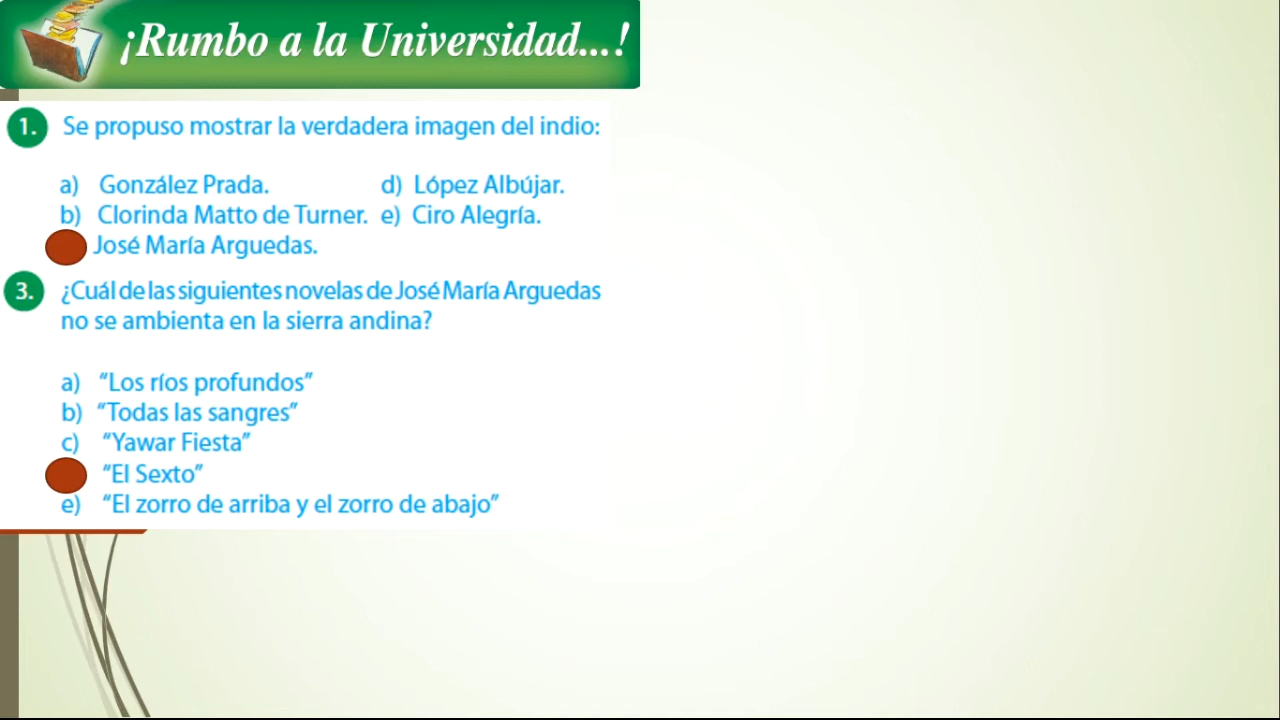 ¡Rumbo a la Universidad...!
1. Se propuso mostrar la verdadera imagen del indio:
a) González Prada. d) López Albújar.
b) Clorinda Matto de Turner. e) Ciro Alegría.
José María Arguedas.
3. ¿Cuál de las siguientes novelas de José María Arguedas
no se ambienta en la sierra andina?
a) “Los ríos profundos”
b) “Todas las sangres”
c) “Yawar Fiesta”
“El Sexto”
e) “El zorro de arriba y el zorro de abajo”